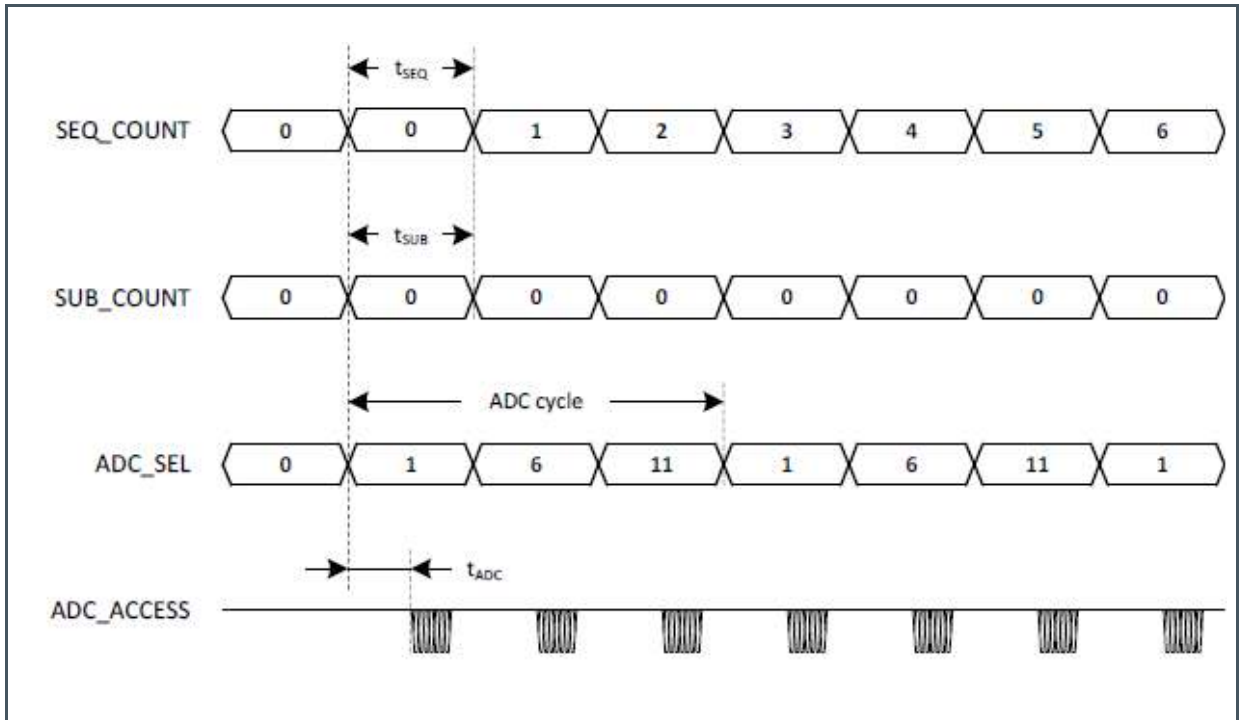 tSEQ
SEQ_COUNT 0 0 1 2 3 4 5 6
tSUB
SUB_COUNT 0 0 0 0 0 0 0 0
ADC cycle
ADC_SEL 0 1 6 11 1 6 11 1
tADC
ADC_ACCESS